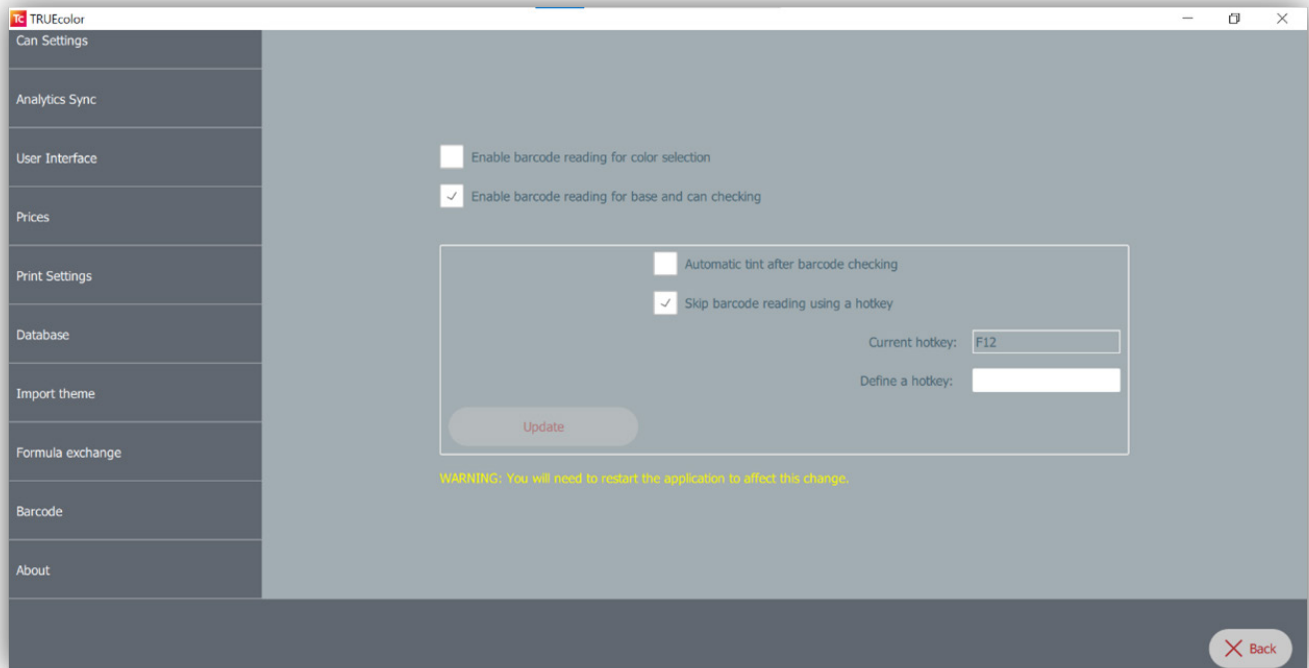 Tc TRUEcolor
Can Settings
Analytics Sync
User Interface
Prices
Print Settings
Database
Import theme
Formula exchange
Barcode
About
Enable barcode reading for color selection
Enable barcode reading for base and can checking
Automatic tint after barcode checking
Skip barcode reading using a hotkey
Current hotkey: F12
Define a hotkey:
Update
WARNING: You will need to restart the application to affect this change.
Back